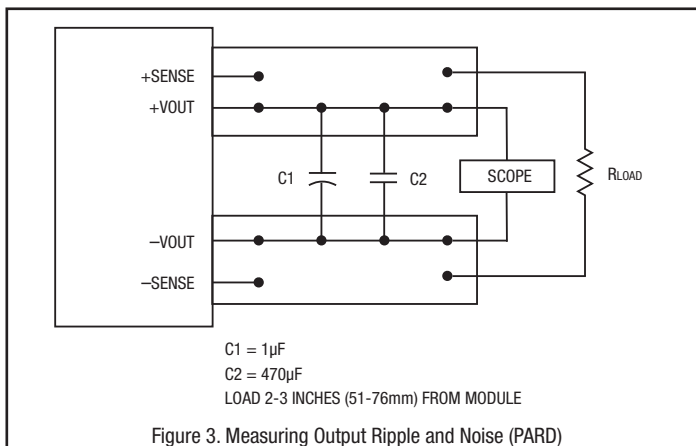 +SENSE
+VOUT
C1
C2
SCOPE
RLOAD
–VOUT
–SENSE
C1 = 1µF
C2 = 470µF
LOAD 2-3 INCHES (51-76mm) FROM MODULE
Figure 3. Measuring Output Ripple and Noise (PARD)